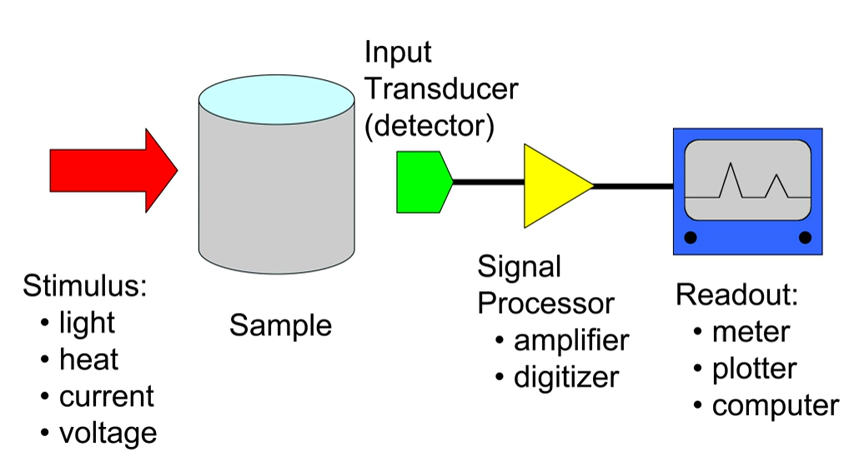 Input
Transducer
(detector)
Stimulus:
• light
• heat
• current
• voltage
Sample
Signal
Processor
• amplifier
• digitizer
Readout:
• meter
• plotter
• computer